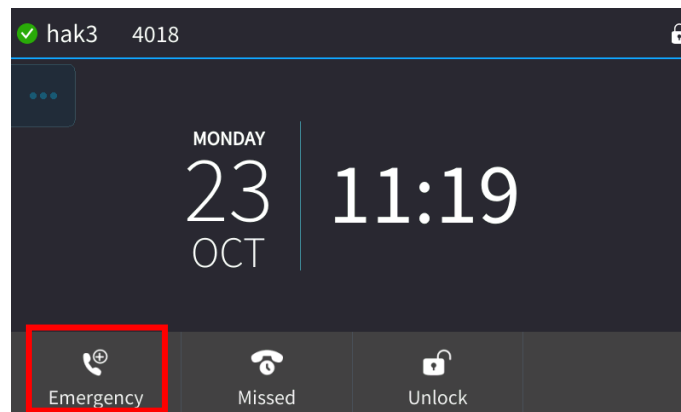 hak3 4018
MONDAY
23
OCT
11:19
Emergency Missed Unlock